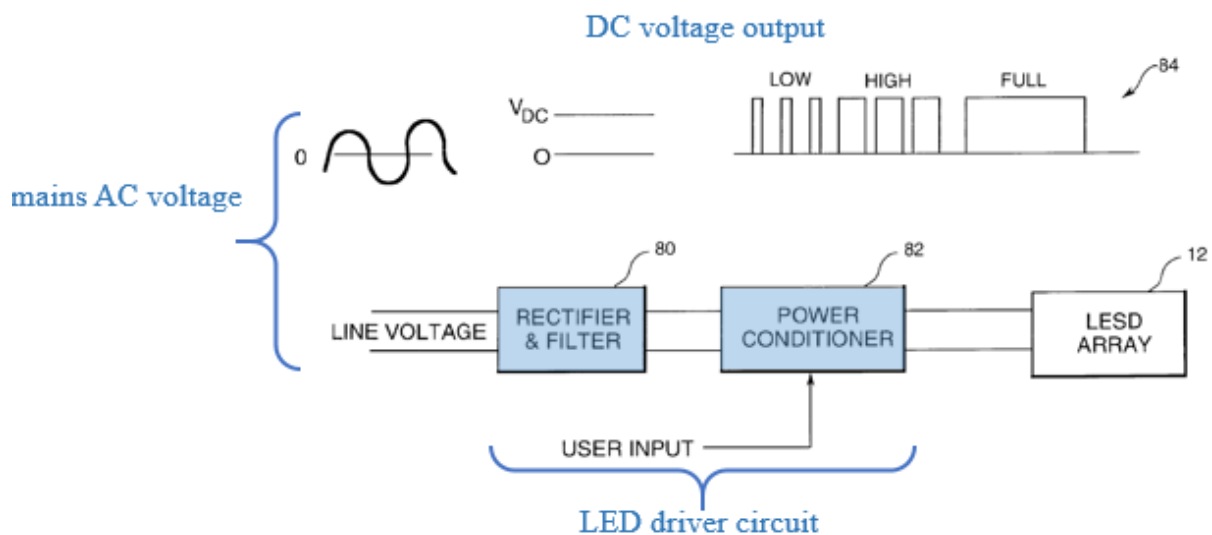 DC voltage output
LOW HIGH FULL 84
VDC
0
O
mains AC voltage
80 82 12
LINE VOLTAGE
RECTIFIER
& FILTER
POWER
CONDITIONER
LESD
ARRAY
USER INPUT
LED driver circuit